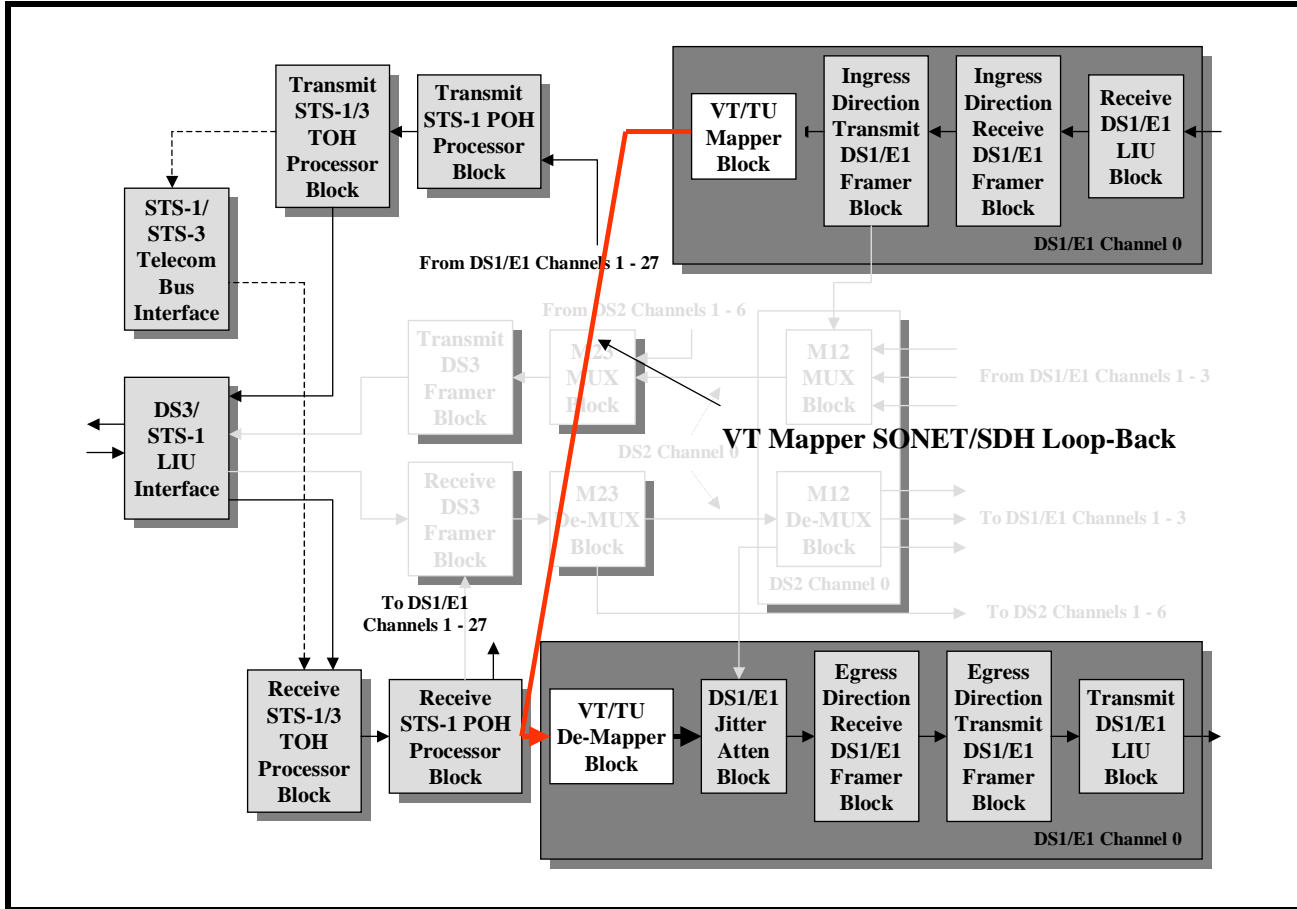 Transmit
STS-1/3
TOH
Processor
Block
Transmit
STS-1 POH
Processor
Block
VT/TU
Mapper
Block
Ingress
Direction
Transmit
DS1/E1
Framer
Block
Ingress
Direction
Receive
DS1/E1
Framer
Block
Receive
DS1/E1
LIU
Block
DS1/E1 Channel 0
STS-1/
STS-3
Telecom
Bus
Interface
From DS1/E1 Channels 1 - 27
From DS2 Channels 1 - 6
Transmit
DS3
Framer
Block
M23
MUX
Block
M12
MUX
Block
From DS1/E1 Channels 1 - 3
DS3/
STS-1
LIU
Interface
VT Mapper SONET/SDH Loop-Back
DS2 Channel 0
Receive
DS3
Framer
Block
M23
De-MUX
Block
M12
De-MUX
Block
DS2 Channel 0
To DS1/E1 Channels 1 - 3
To DS2 Channels 1 - 6
To DS1/E1
Channels 1 - 27
Receive
STS-1/3
TOH
Processor
Block
Receive
STS-1 POH
Processor
Block
VT/TU
De-Mapper
Block
DS1/E1
Jitter
Atten
Block
Egress
Direction
Receive
DS1/E1
Framer
Block
Egress
Direction
Transmit
DS1/E1
Framer
Block
Transmit
DS1/E1
LIU
Block
DS1/E1 Channel 0